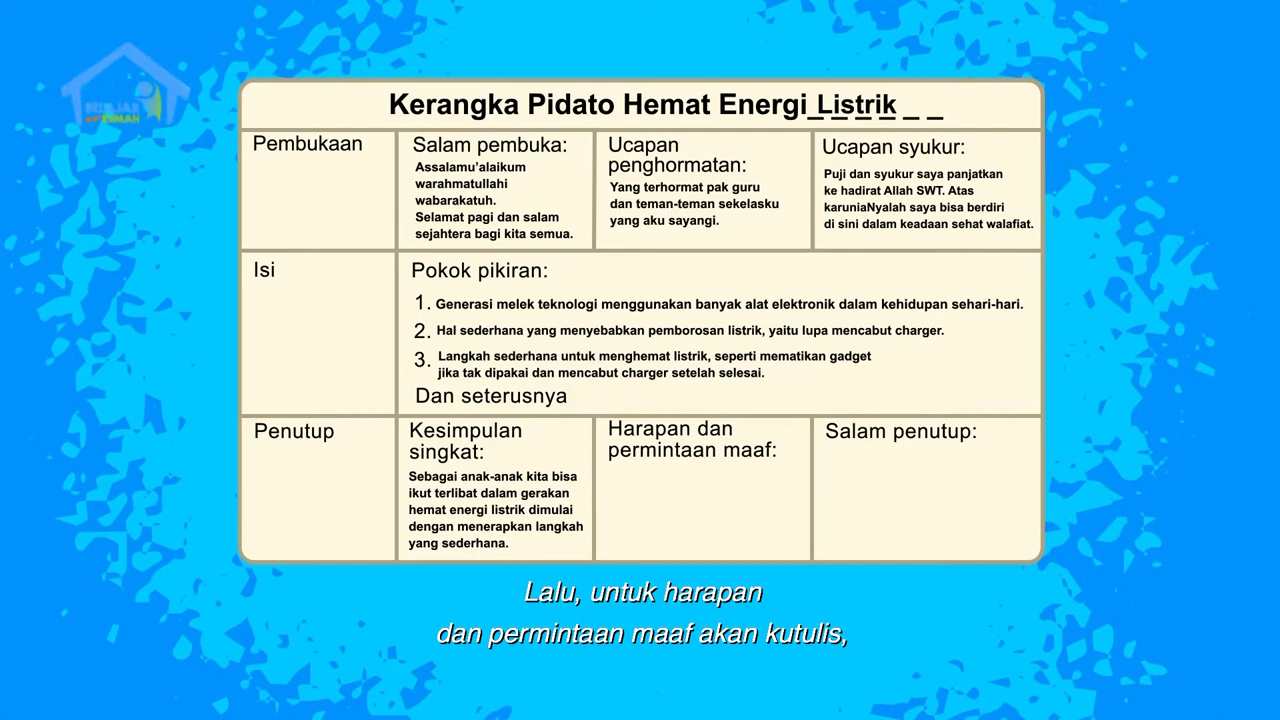 BELAJAR
RUMAH
Kerangka Pidato Hemat Energi Listrik _ _
Pembukaan
Salam pembuka:
Assalamu'alaikum
warahmatullahi
wabarakatuh.
Selamat pagi dan salam
sejahtera bagi kita semua.
Ucapan
penghormatan:
Yang terhormat pak guru
dan teman-teman sekelasku
yang aku sayangi.
Ucapan syukur:
Puji dan syukur saya panjatkan
ke hadirat Allah SWT. Atas
karuniaNyalah saya bisa berdiri
di sini dalam keadaan sehat walafiat.
Isi
Pokok pikiran:
1. Generasi melek teknologi menggunakan banyak alat elektronik dalam kehidupan sehari-hari.
2. Hal sederhana yang menyebabkan pemborosan listrik, yaitu lupa mencabut charger.
3. Langkah sederhana untuk menghemat listrik, seperti mematikan gadget
jika tak dipakai dan mencabut charger setelah selesai.
Dan seterusnya
Penutup
Kesimpulan
singkat:
Sebagai anak-anak kita bisa
ikut terlibat dalam gerakan
hemat energi listrik dimulai
dengan menerapkan langkah
yang sederhana.
Harapan dan
permintaan maaf:
Salam penutup:
Lalu, untuk harapan
dan permintaan maaf akan kutulis,